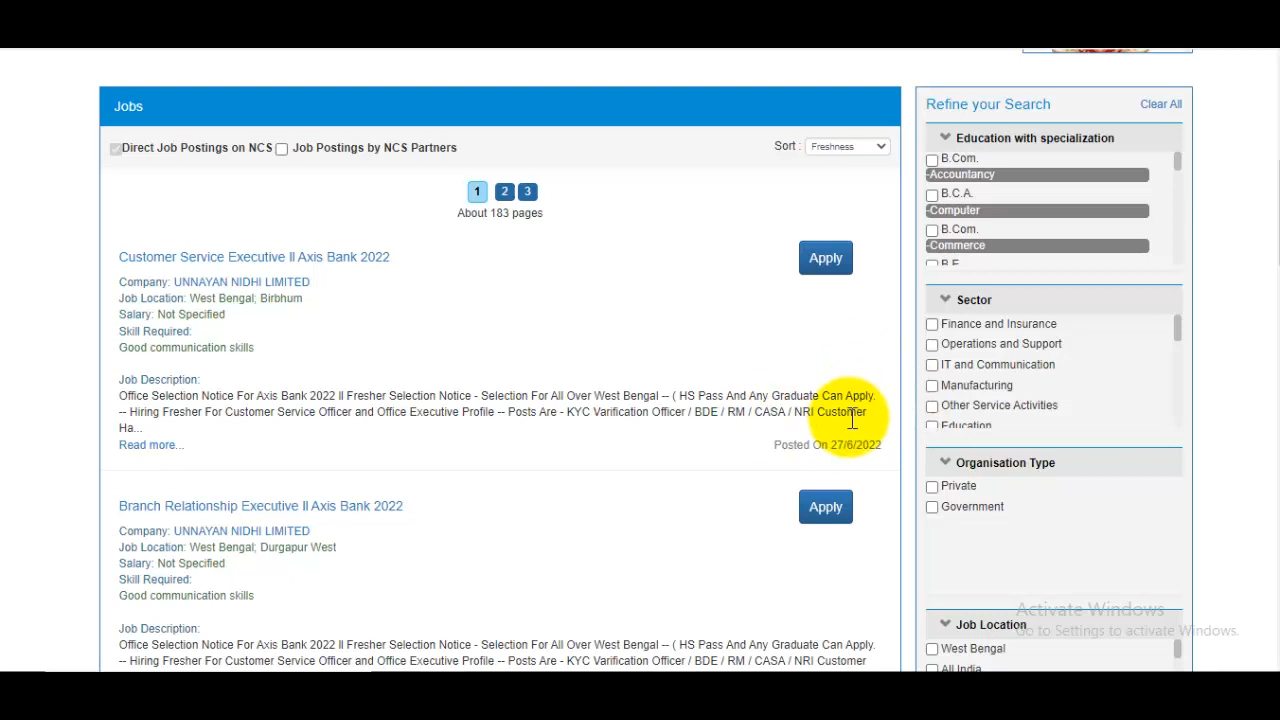 Jobs
Direct Job Postings on NCS Job Postings by NCS Partners
Sort : Freshness
1 2 3
About 183 pages
Customer Service Executive ll Axis Bank 2022
Apply
Company: UNNAYAN NIDHI LIMITED
Job Location: West Bengal; Birbhum
Salary: Not Specified
Skill Required:
Good communication skills
Job Description:
Office Selection Notice For Axis Bank 2022 ll Fresher Selection Notice - Selection For All Over West Bengal -- ( HS Pass And Any Graduate Can Apply.
-- Hiring Fresher For Customer Service Officer and Office Executive Profile -- Posts Are - KYC Varification Officer / BDE / RM / CASA / NRI Customer
Ha...
Read more...
Posted On 27/6/2022
Branch Relationship Executive ll Axis Bank 2022
Apply
Company: UNNAYAN NIDHI LIMITED
Job Location: West Bengal; Durgapur West
Salary: Not Specified
Skill Required:
Good communication skills
Job Description:
Office Selection Notice For Axis Bank 2022 ll Fresher Selection Notice - Selection For All Over West Bengal -- ( HS Pass And Any Graduate Can Apply.
-- Hiring Fresher For Customer Service Officer and Office Executive Profile -- Posts Are - KYC Varification Officer / BDE / RM / CASA / NRI Customer
Refine your Search
Clear All
Education with specialization
B.Com.
-Accountancy
B.C.A.
-Computer
B.Com.
-Commerce
B.E.
Sector
Finance and Insurance
Operations and Support
IT and Communication
Manufacturing
Other Service Activities
Education
Organisation Type
Private
Government
Activate Windows
Go to Settings to activate Windows.
Job Location
West Bengal
All India